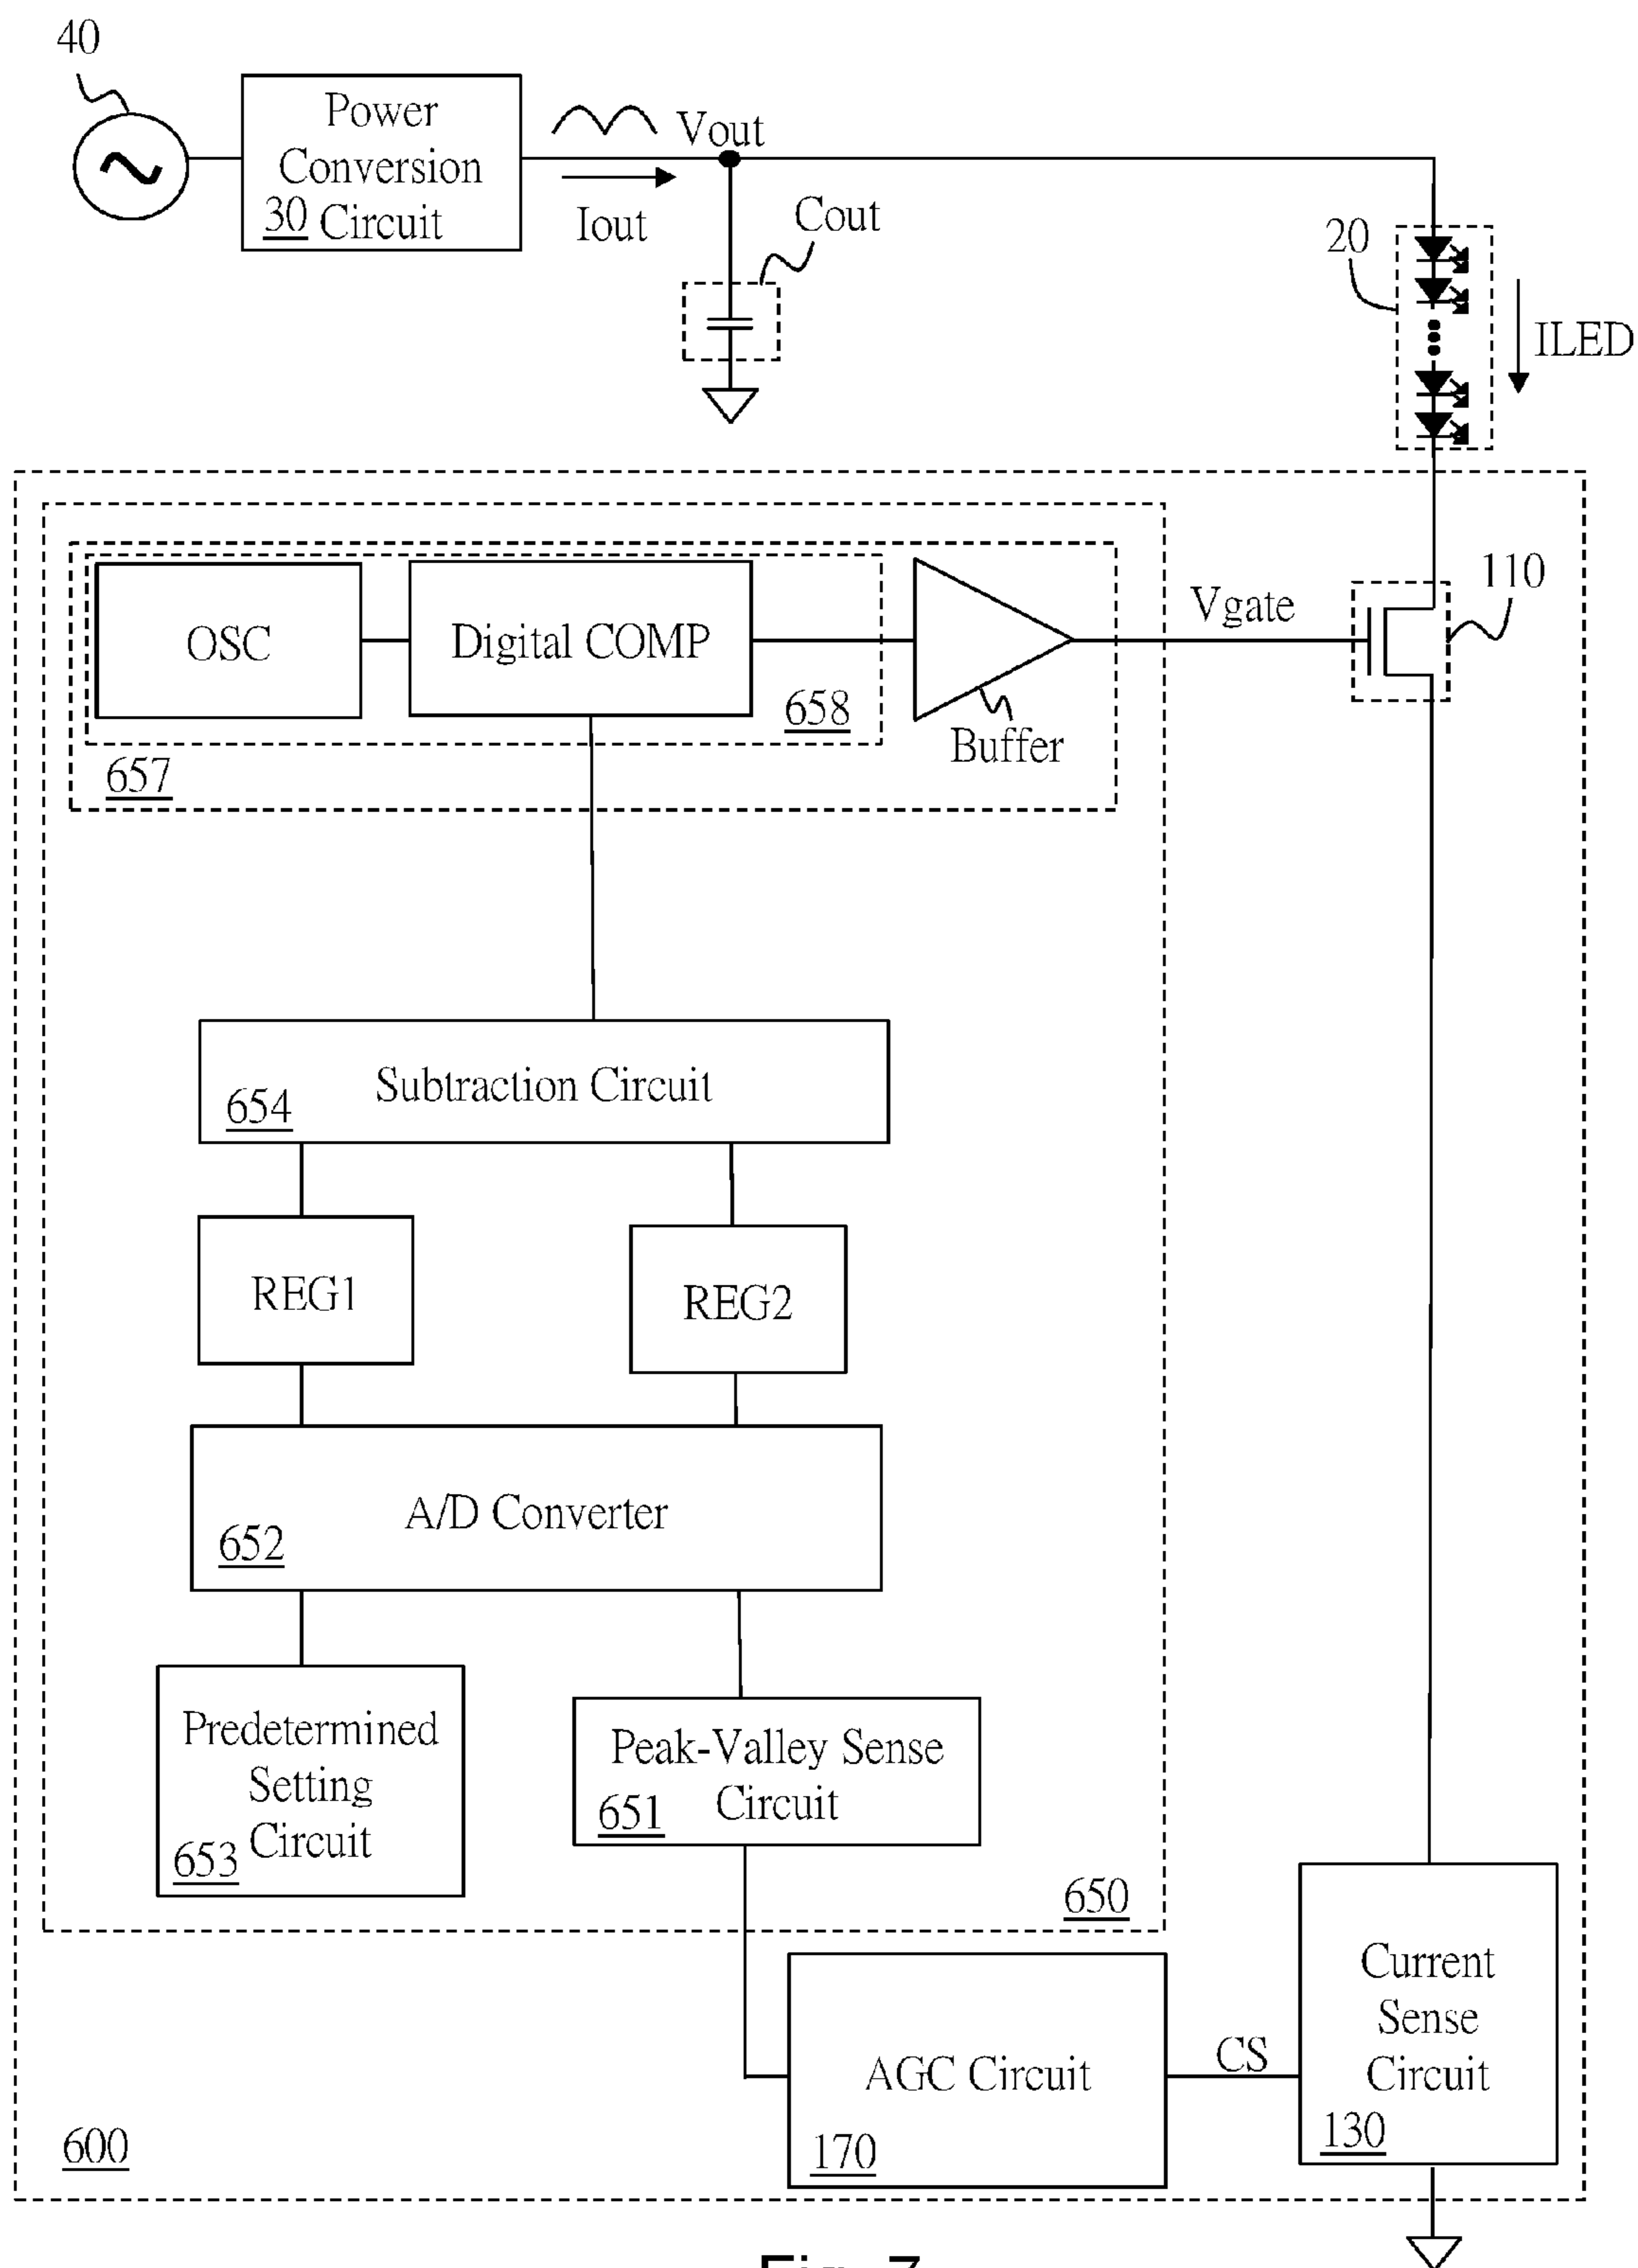 40
Power
Conversion
30 Circuit
Vout
Iout
Cout
20
ILED
OSC
Digital COMP
658
657
Buffer
Vgate
110
Subtraction Circuit
654
REG1
REG2
A/D Converter
652
Predetermined
Setting
Circuit
653
Peak-Valley Sense
Circuit
651
650
Current
Sense
Circuit
130
CS
AGC Circuit
170
600